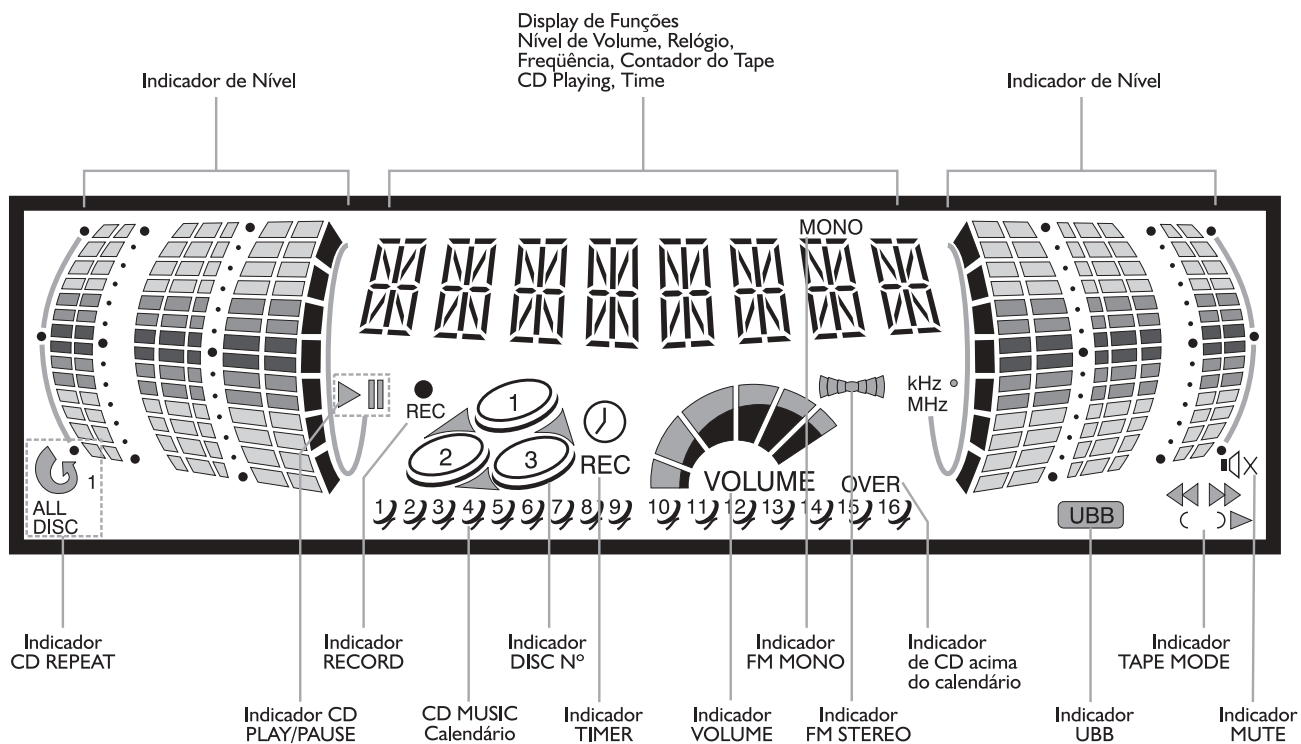 Display de Funções
Nível de Volume, Relógio,
Freqüência, Contador do Tape
CD Playing, Time
Indicador de Nível
Indicador de Nível
MONO
kHz
MHz
REC
1
2
3
REC
VOLUME
OVER
1
ALL
DISC
1 2 3 4 5 6 7 8 9 10 11 12 13 14 15 16
UBB
Indicador
CD REPEAT
Indicador
RECORD
Indicador
DISC Nº
Indicador
FM MONO
Indicador
de CD acima
do calendário
Indicador
TAPE MODE
Indicador CD
PLAY/PAUSE
CD MUSIC
Calendário
Indicador
TIMER
Indicador
VOLUME
Indicador
FM STEREO
Indicador
UBB
Indicador
MUTE